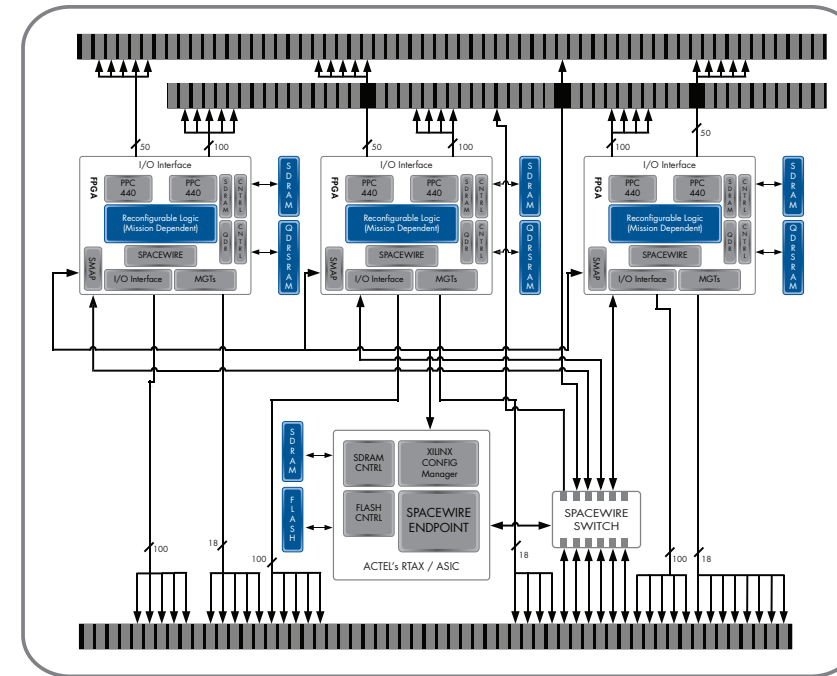 50
100
50
100
100
50
I/O Interface
FPGA
PPC
440
PPC
440
SDRAM
CNTRL
Reconfigurable Logic
(Mission Dependent)
QDR
CNTRL
SPACEWIRE
SMAP
I/O Interface
MGTs
SDRAM
QDRSRAM
I/O Interface
FPGA
PPC
440
PPC
440
SDRAM
CNTRL
Reconfigurable Logic
(Mission Dependent)
QDR
CNTRL
SPACEWIRE
SMAP
I/O Interface
MGTs
SDRAM
QDRSRAM
I/O Interface
FPGA
PPC
440
PPC
440
SDRAM
CNTRL
Reconfigurable Logic
(Mission Dependent)
QDR
CNTRL
SPACEWIRE
SMAP
I/O Interface
MGTs
SDRAM
QDRSRAM
SDRAM
FLASH
SDRAM
CNTRL
XILINX
CONFIG
Manager
FLASH
CNTRL
SPACEWIRE
ENDPOINT
ACTEL's RTAX / ASIC
SPACEWIRE
SWITCH
100
18
100
18
100
18